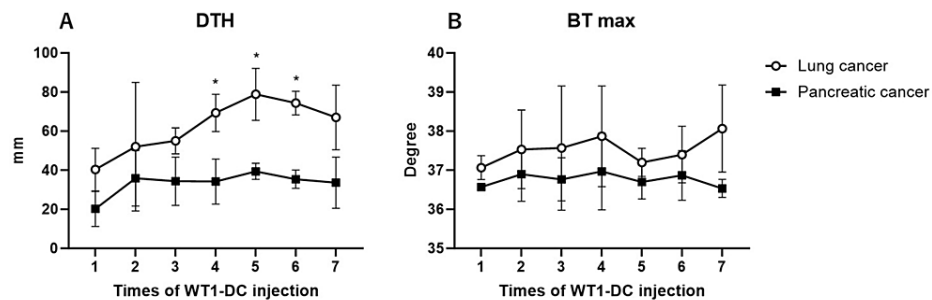 A
DTH
100
80
60
40
20
0
mm
*
*
*
1 2 3 4 5 6 7
Times of WT1-DC injection
B
BT max
40
39
38
37
36
35
Degree
1 2 3 4 5 6 7
Times of WT1-DC injection
Lung cancer
Pancreatic cancer